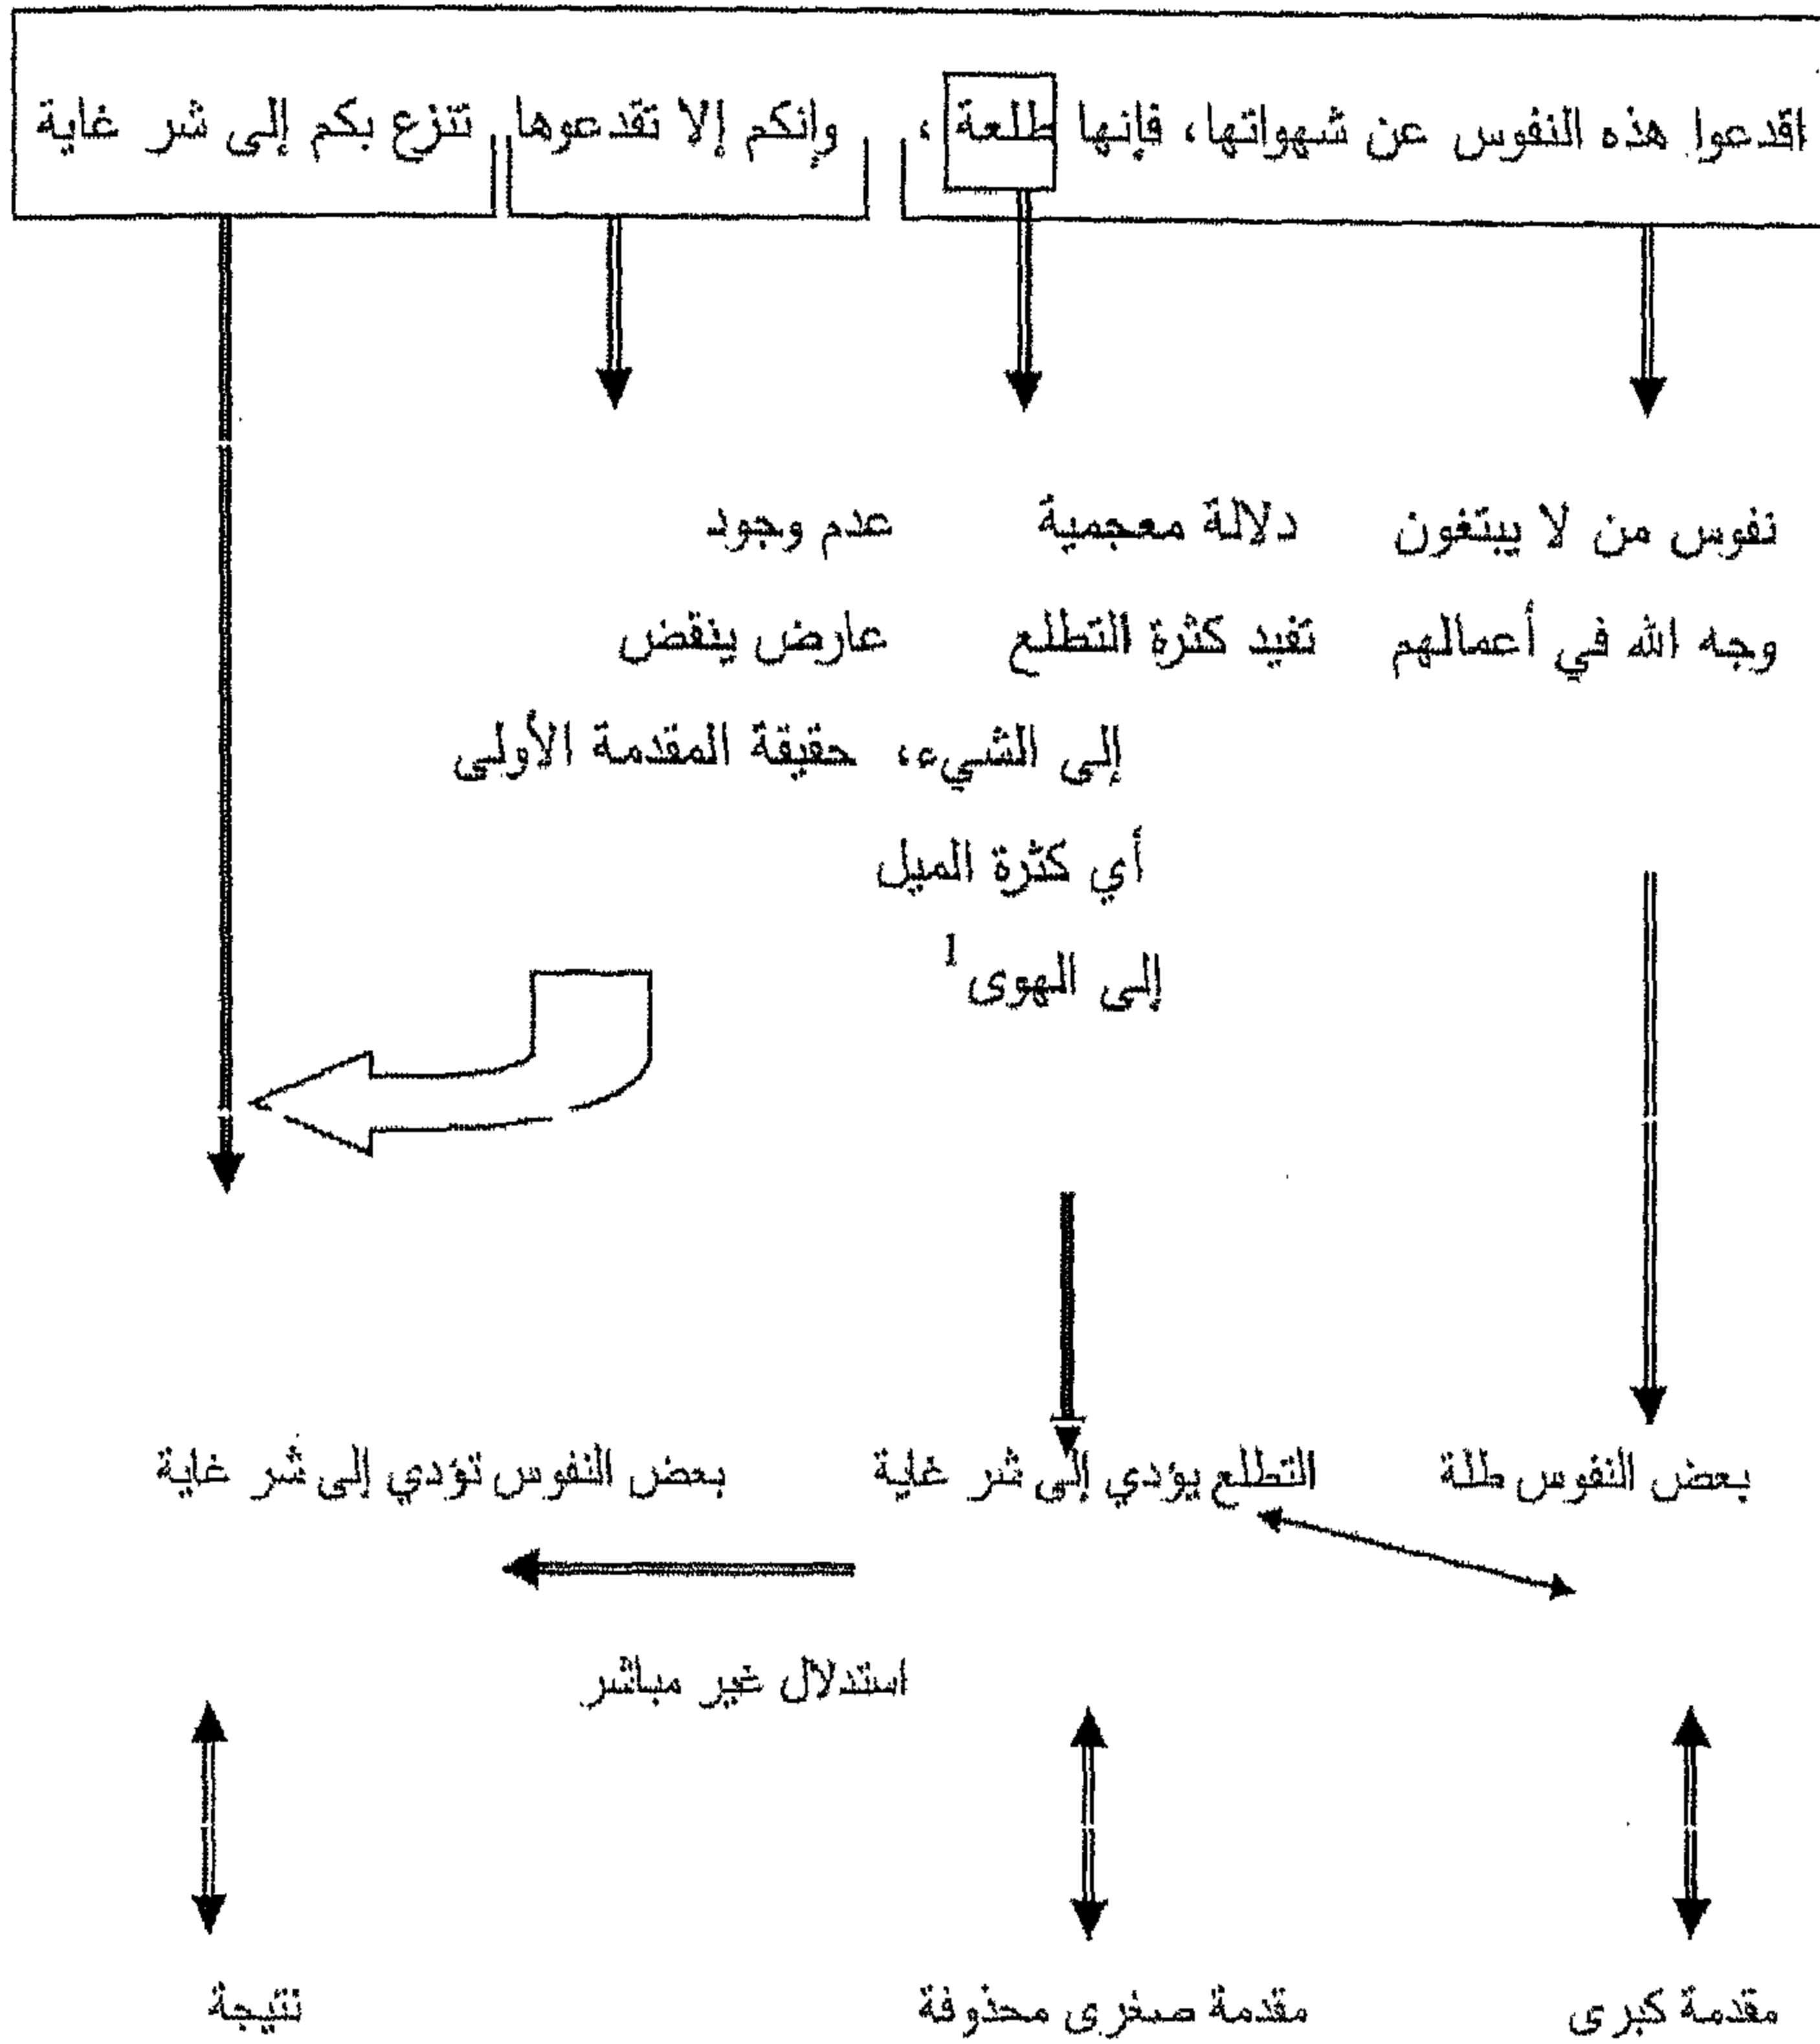 اقدعوا هذه النفوس عن شهواتها، فإنها طلعة ، وإنكم إلا تقدعوها تنزع بكم إلى شر غاية
نفوس من لا يبتغون دلالة معجمية عدم وجود
وجه الله في أعمالهم تفيد كثرة التطلع عارض ينقض
إلى الشيء، حقيقة المقدمة الأولى
أي كثرة الميل
إلى الهوى 1
بعض النفوس طلة التطلع يؤدي إلى شر غاية بعض النفوس تؤدي إلى شر غاية
استدلال غير مباشر
مقدمة كبرى مقدمة صغرى محذوفة نتيجة